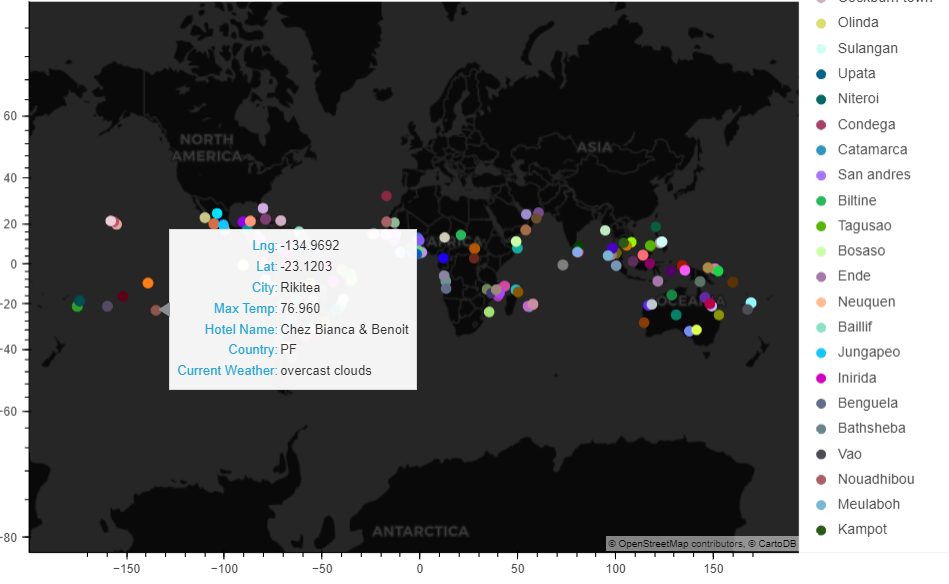 Olinda
Sulangan
Upata
Niteroi
Condega
Catamarca
San andres
Biltine
Tagusao
Bosaso
Ende
Neuquen
Baillif
Jungapeo
Inirida
Benguela
Bathsheba
Vao
Nouadhibou
Meulaboh
Kampot
60
40
20
0
-20
-40
-60
-80
NORTH
AMERICA
ASIA
OCEANIA
ANTARCTICA
Lng: -134.9692
Lat: -23.1203
City: Rikitea
Max Temp: 76.960
Hotel Name: Chez Bianca & Benoit
Country: PF
Current Weather: overcast clouds
© OpenStreetMap contributors, © CartoDB
-150
-100
-50
0
50
100
150